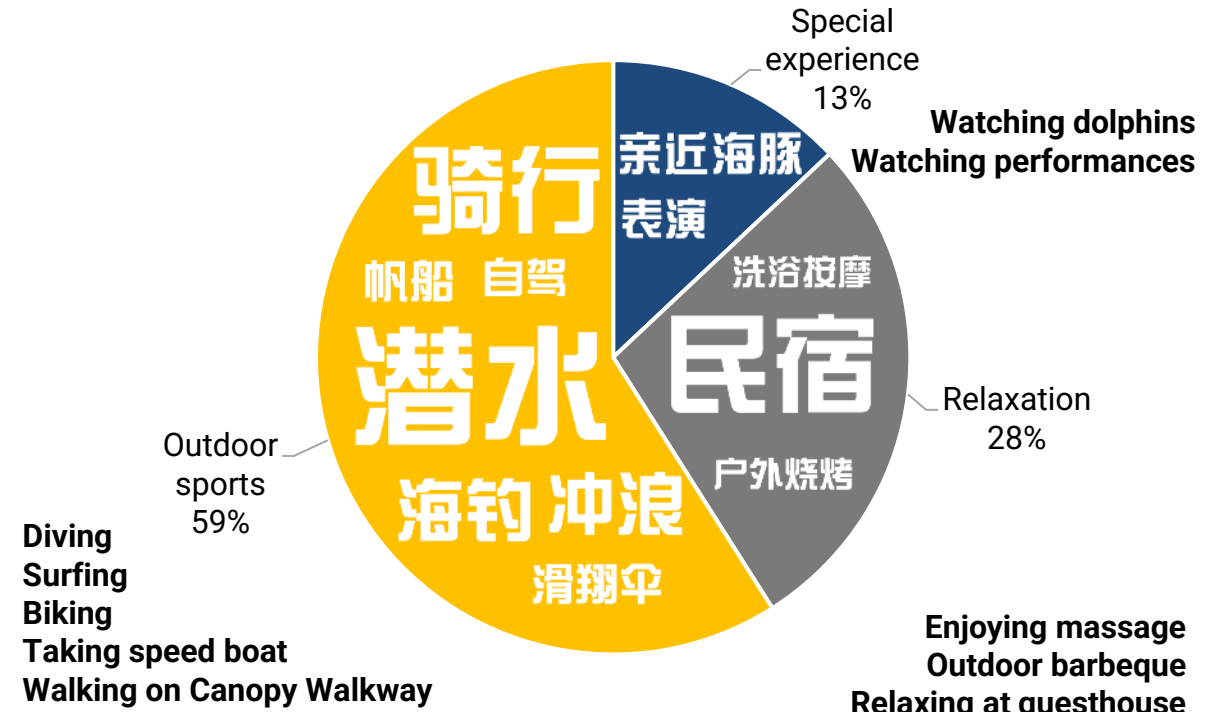 Special
experience
13%
Watching dolphins
Watching performances
亲近海豚
表演
骑行
帆船 自驾
洗浴按摩
潜水
民宿
Relaxation
28%
户外烧烤
Outdoor
sports
59%
海钓 冲浪
滑翔伞
Diving
Surfing
Biking
Taking speed boat
Walking on Canopy Walkway
Enjoying massage
Outdoor barbeque
Relaxing at guesthouse